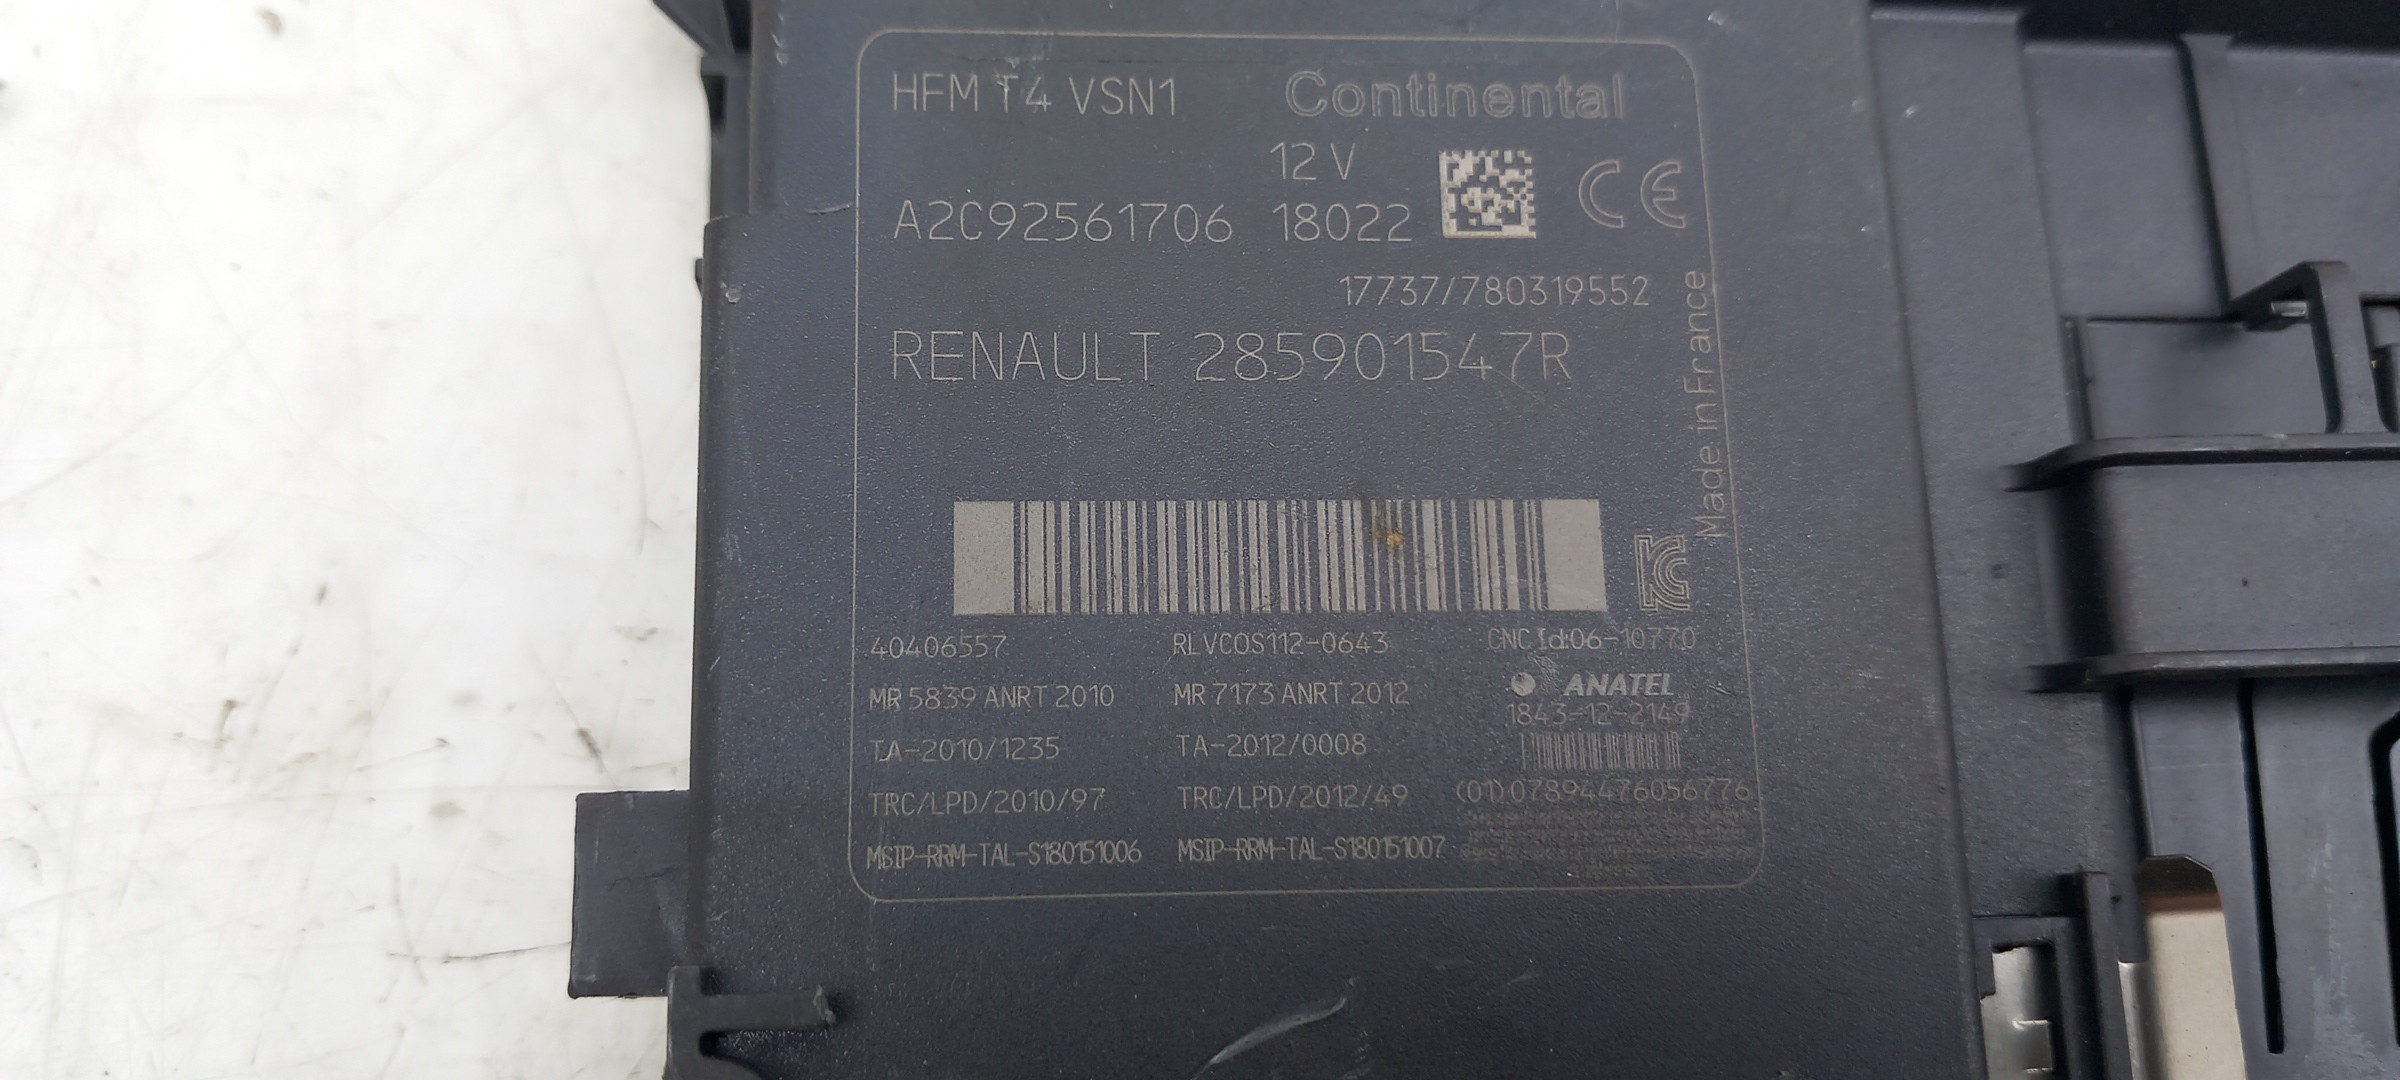 HFM T4 VSN1 Continental
12 V
A2C92561706 18022 CE
17737/780319552
RENAULT 285901547R
Made in France
40406557 RLVCOS112-0643 CNC Id:06-10770
MR 5839 ANRT 2010 MR 7173 ANRT 2012 ANATEL
1843-12-2149
TA-2010/1235 TA-2012/0008
TRC/LPD/2010/97 TRC/LPD/2012/49 (01)07894476056776
MSIP-RRM-TAL-S180151006 MSIP-RRM-TAL-S180151007